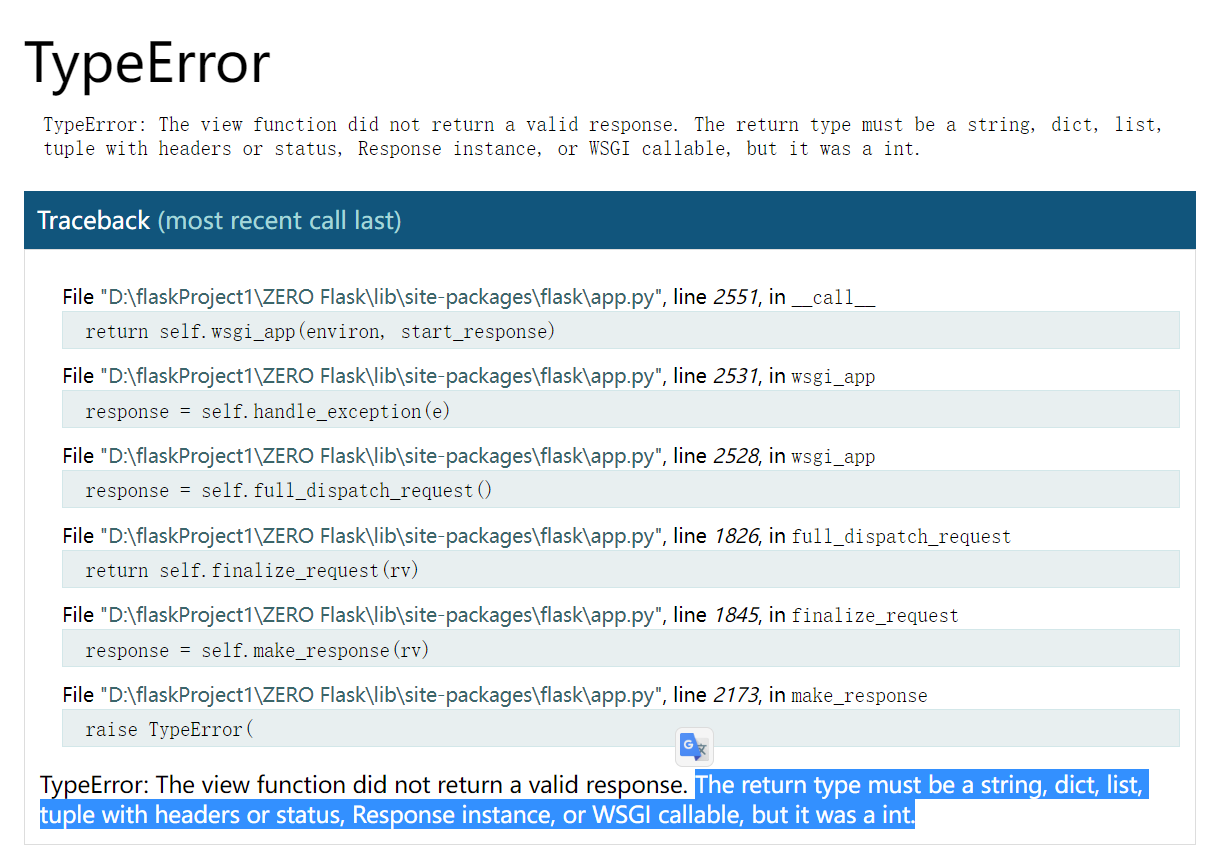 TypeError
TypeError: The view function did not return a valid response. The return type must be a string, dict, list,
tuple with headers or status, Response instance, or WSGI callable, but it was a int.
Traceback (most recent call last)
File "D:\flaskProject1\ZERO Flask\lib\site-packages\flask\app.py", line 2551, in __call__
return self.wsgi_app(environ, start_response)
File "D:\flaskProject1\ZERO Flask\lib\site-packages\flask\app.py", line 2531, in wsgi_app
response = self.handle_exception(e)
File "D:\flaskProject1\ZERO Flask\lib\site-packages\flask\app.py", line 2528, in wsgi_app
response = self.full_dispatch_request()
File "D:\flaskProject1\ZERO Flask\lib\site-packages\flask\app.py", line 1826, in full_dispatch_request
return self.finalize_request(rv)
File "D:\flaskProject1\ZERO Flask\lib\site-packages\flask\app.py", line 1845, in finalize_request
response = self.make_response(rv)
File "D:\flaskProject1\ZERO Flask\lib\site-packages\flask\app.py", line 2173, in make_response
raise TypeError(
TypeError: The view function did not return a valid response. The return type must be a string, dict, list,
tuple with headers or status, Response instance, or WSGI callable, but it was a int.